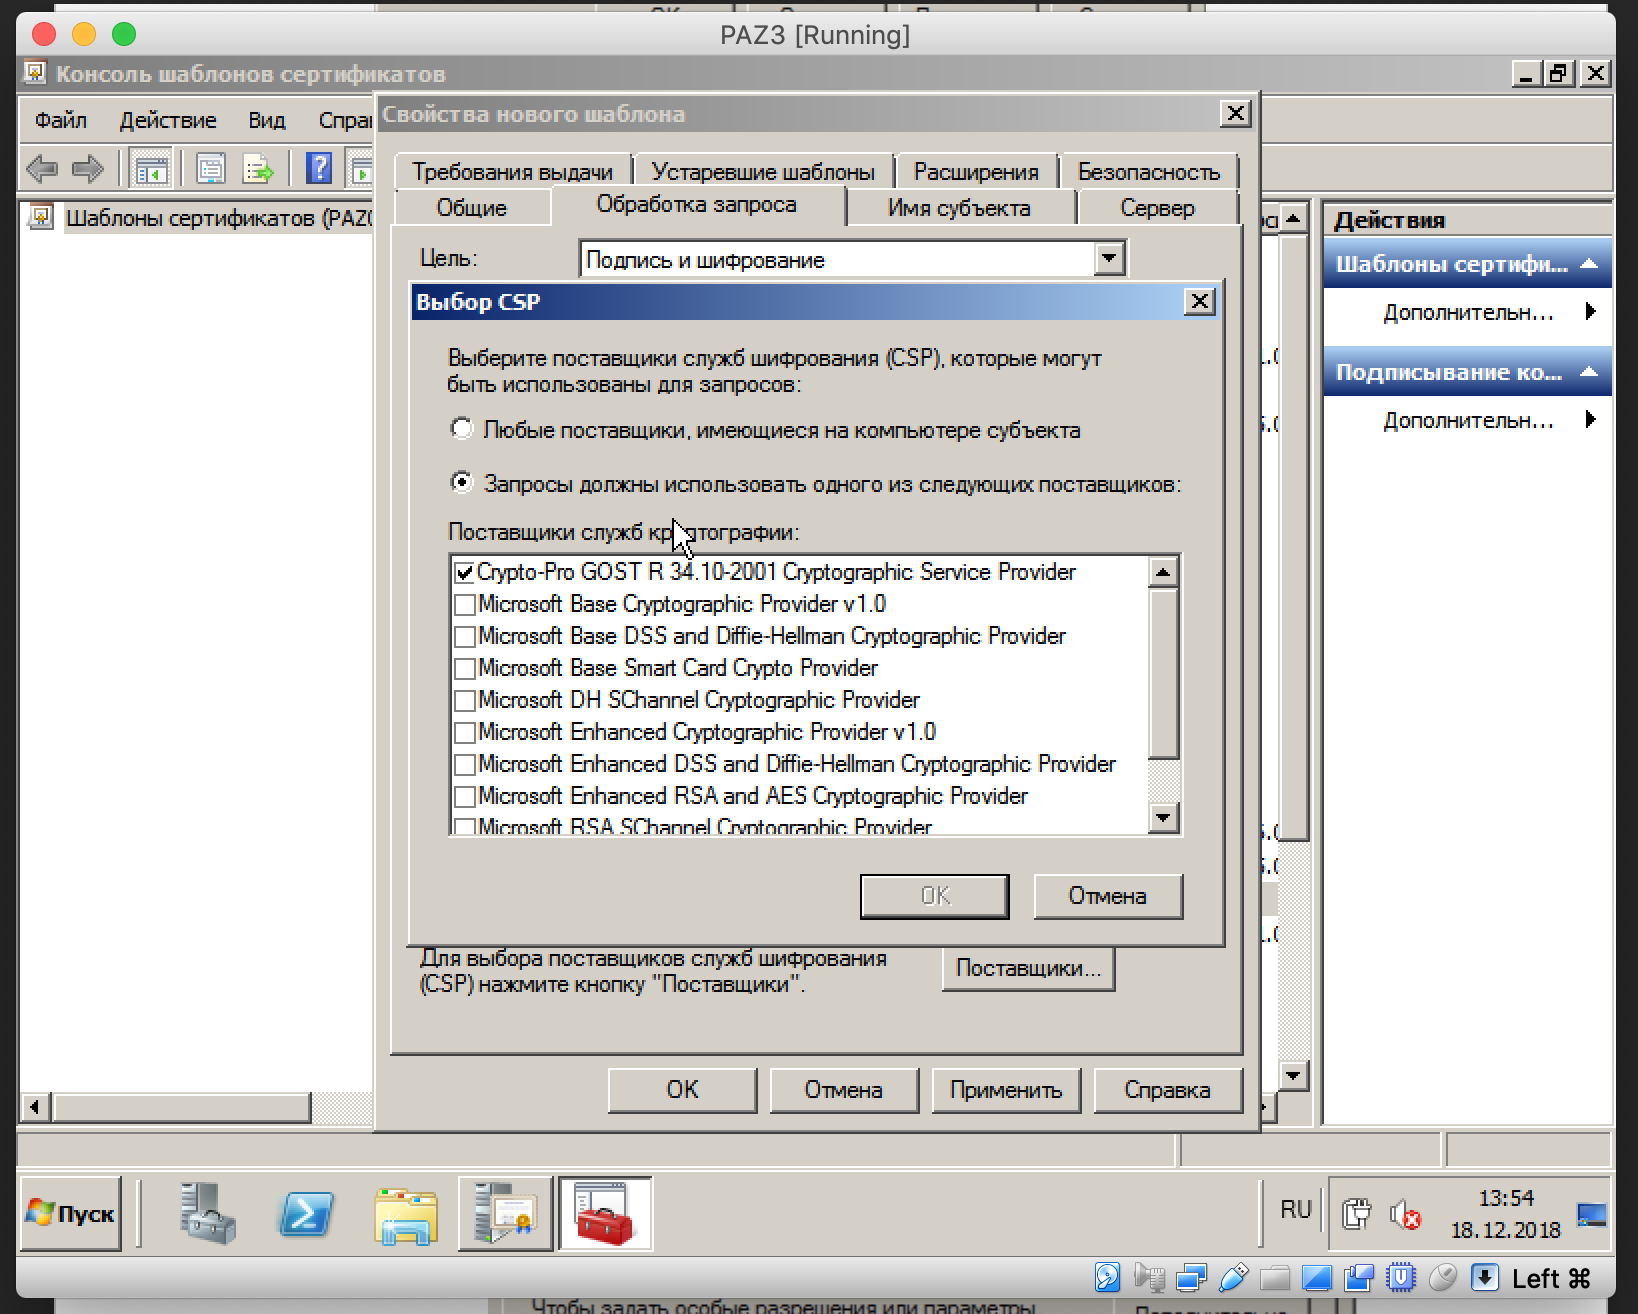 PAZ3 [Running]
Консоль шаблонов сертификатов
Файл Действие Вид
Свойства нового шаблона
Требования выдачи Устаревшие шаблоны Расширения Безопасность
Общие Обработка запроса Имя субъекта Сервер
Шаблоны сертификатов
Цель: Подпись и шифрование
Выбор CSP
Выберите поставщики служб шифрования (CSP), которые могут
быть использованы для запросов:
Любые поставщики, имеющиеся на компьютере субъекта
Запросы должны использовать одного из следующих поставщиков:
Поставщики служб криптографии:
Crypto-Pro GOST R 34.10-2001 Cryptographic Service Provider
Microsoft Base Cryptographic Provider v1.0
Microsoft Base DSS and Diffie-Hellman Cryptographic Provider
Microsoft Base Smart Card Crypto Provider
Microsoft DH SChannel Cryptographic Provider
Microsoft Enhanced Cryptographic Provider v1.0
Microsoft Enhanced DSS and Diffie-Hellman Cryptographic Provider
Microsoft Enhanced RSA and AES Cryptographic Provider
Microsoft RSA SChannel Cryptographic Provider
OK Отмена
Для выбора поставщиков служб шифрования
(CSP) нажмите кнопку "Поставщики".
Поставщики...
OK Отмена Применить Справка
Действия
Шаблоны сертифи...
Дополнительн...
Подписывание ко...
Дополнительн...
Пуск
RU
13:54
18.12.2018
Left ⌘
Чтобы задать особые разрешения или параметры